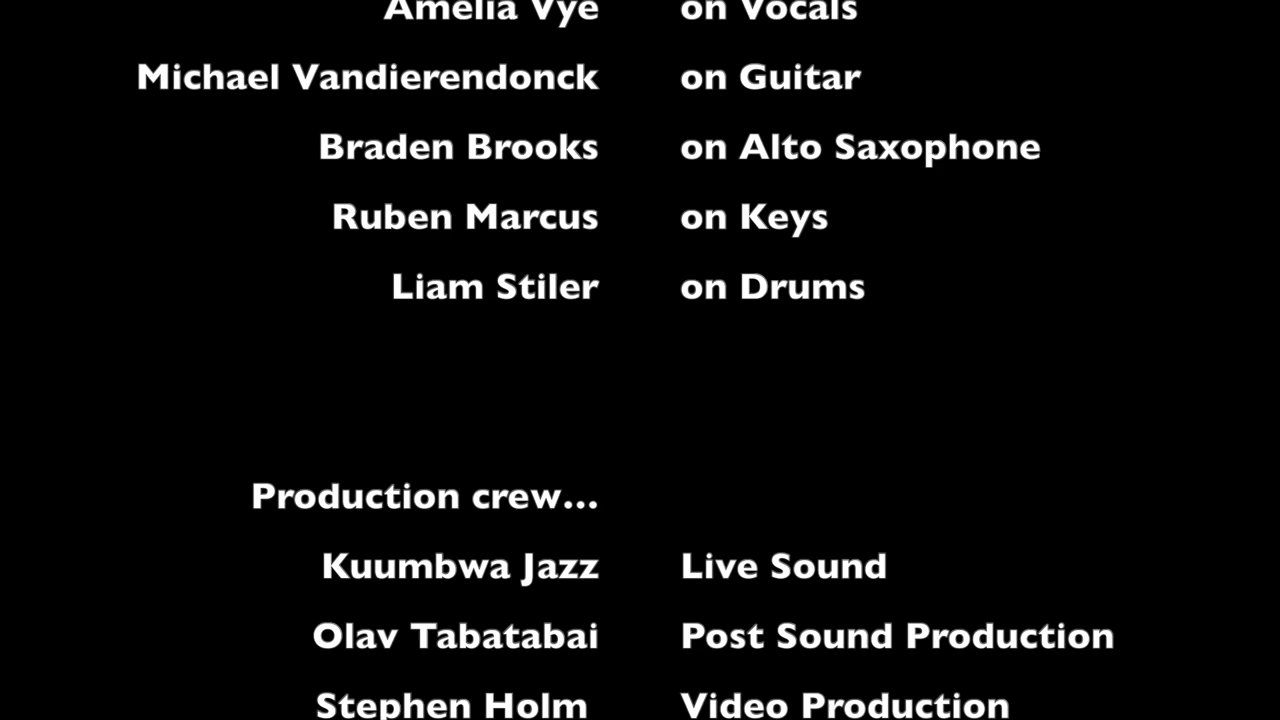 Amelia Vye on Vocals
Michael Vandierendonck on Guitar
Braden Brooks on Alto Saxophone
Ruben Marcus on Keys
Liam Stiler on Drums
Production crew...
Kuumbwa Jazz Live Sound
Olav Tabatabai Post Sound Production
Stephen Holm Video Production